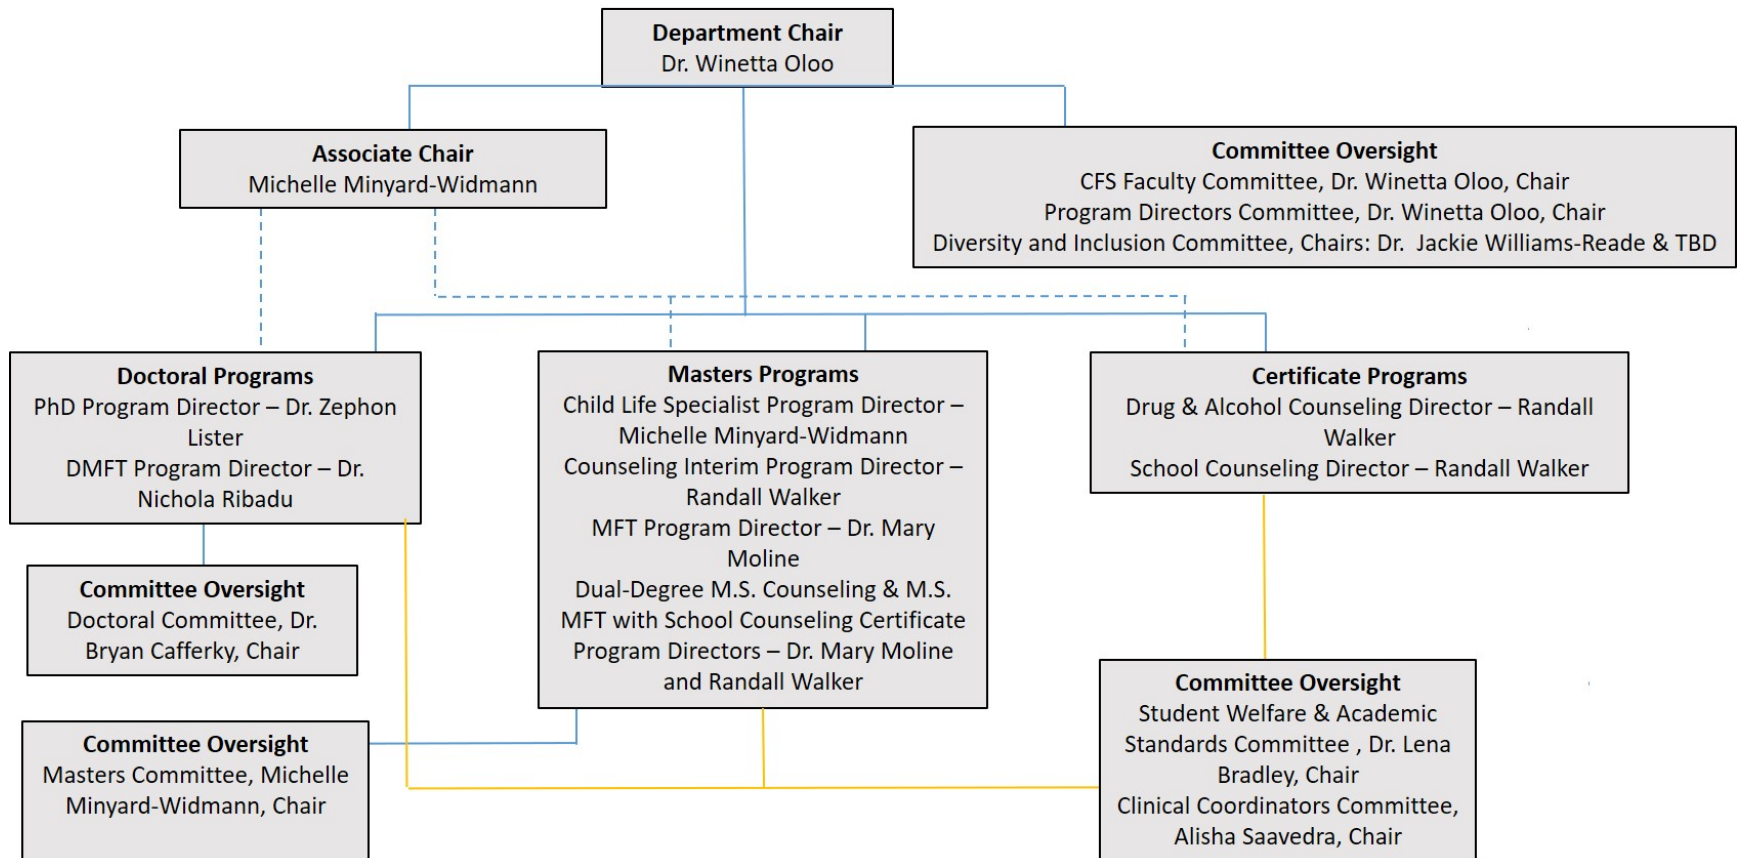 Department Chair
Dr. Winetta Oloo
Associate Chair
Michelle Minyard-Widmann
Committee Oversight
CFS Faculty Committee, Dr. Winetta Oloo, Chair
Program Directors Committee, Dr. Winetta Oloo, Chair
Diversity and Inclusion Committee, Chairs: Dr. Jackie Williams-Reade & TBD
Doctoral Programs
PhD Program Director – Dr. Zephon
Lister
DMFT Program Director – Dr.
Nichola Ribadu
Masters Programs
Child Life Specialist Program Director –
Michelle Minyard-Widmann
Counseling Interim Program Director –
Randall Walker
MFT Program Director – Dr. Mary
Moline
Dual-Degree M.S. Counseling & M.S.
MFT with School Counseling Certificate
Program Directors – Dr. Mary Moline
and Randall Walker
Certificate Programs
Drug & Alcohol Counseling Director – Randall
Walker
School Counseling Director – Randall Walker
Committee Oversight
Doctoral Committee, Dr.
Bryan Cafferky, Chair
Committee Oversight
Masters Committee, Michelle
Minyard-Widmann, Chair
Committee Oversight
Student Welfare & Academic
Standards Committee , Dr. Lena
Bradley, Chair
Clinical Coordinators Committee,
Alisha Saavedra, Chair